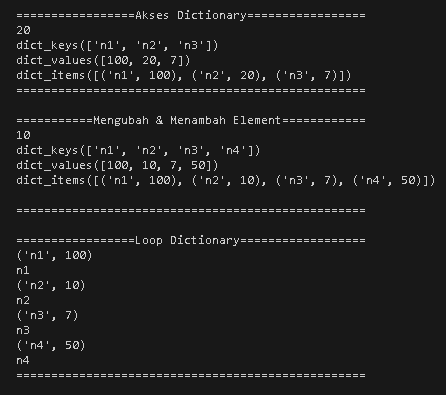 =================Akses Dictionary=================
20
dict_keys(['n1', 'n2', 'n3'])
dict_values([100, 20, 7])
dict_items([('n1', 100), ('n2', 20), ('n3', 7)])
==================================================
===========Mengubah & Menambah Element============
10
dict_keys(['n1', 'n2', 'n3', 'n4'])
dict_values([100, 10, 7, 50])
dict_items([('n1', 100), ('n2', 10), ('n3', 7), ('n4', 50)])
==================================================
=================Loop Dictionary==================
('n1', 100)
n1
('n2', 10)
n2
('n3', 7)
n3
('n4', 50)
n4
==================================================